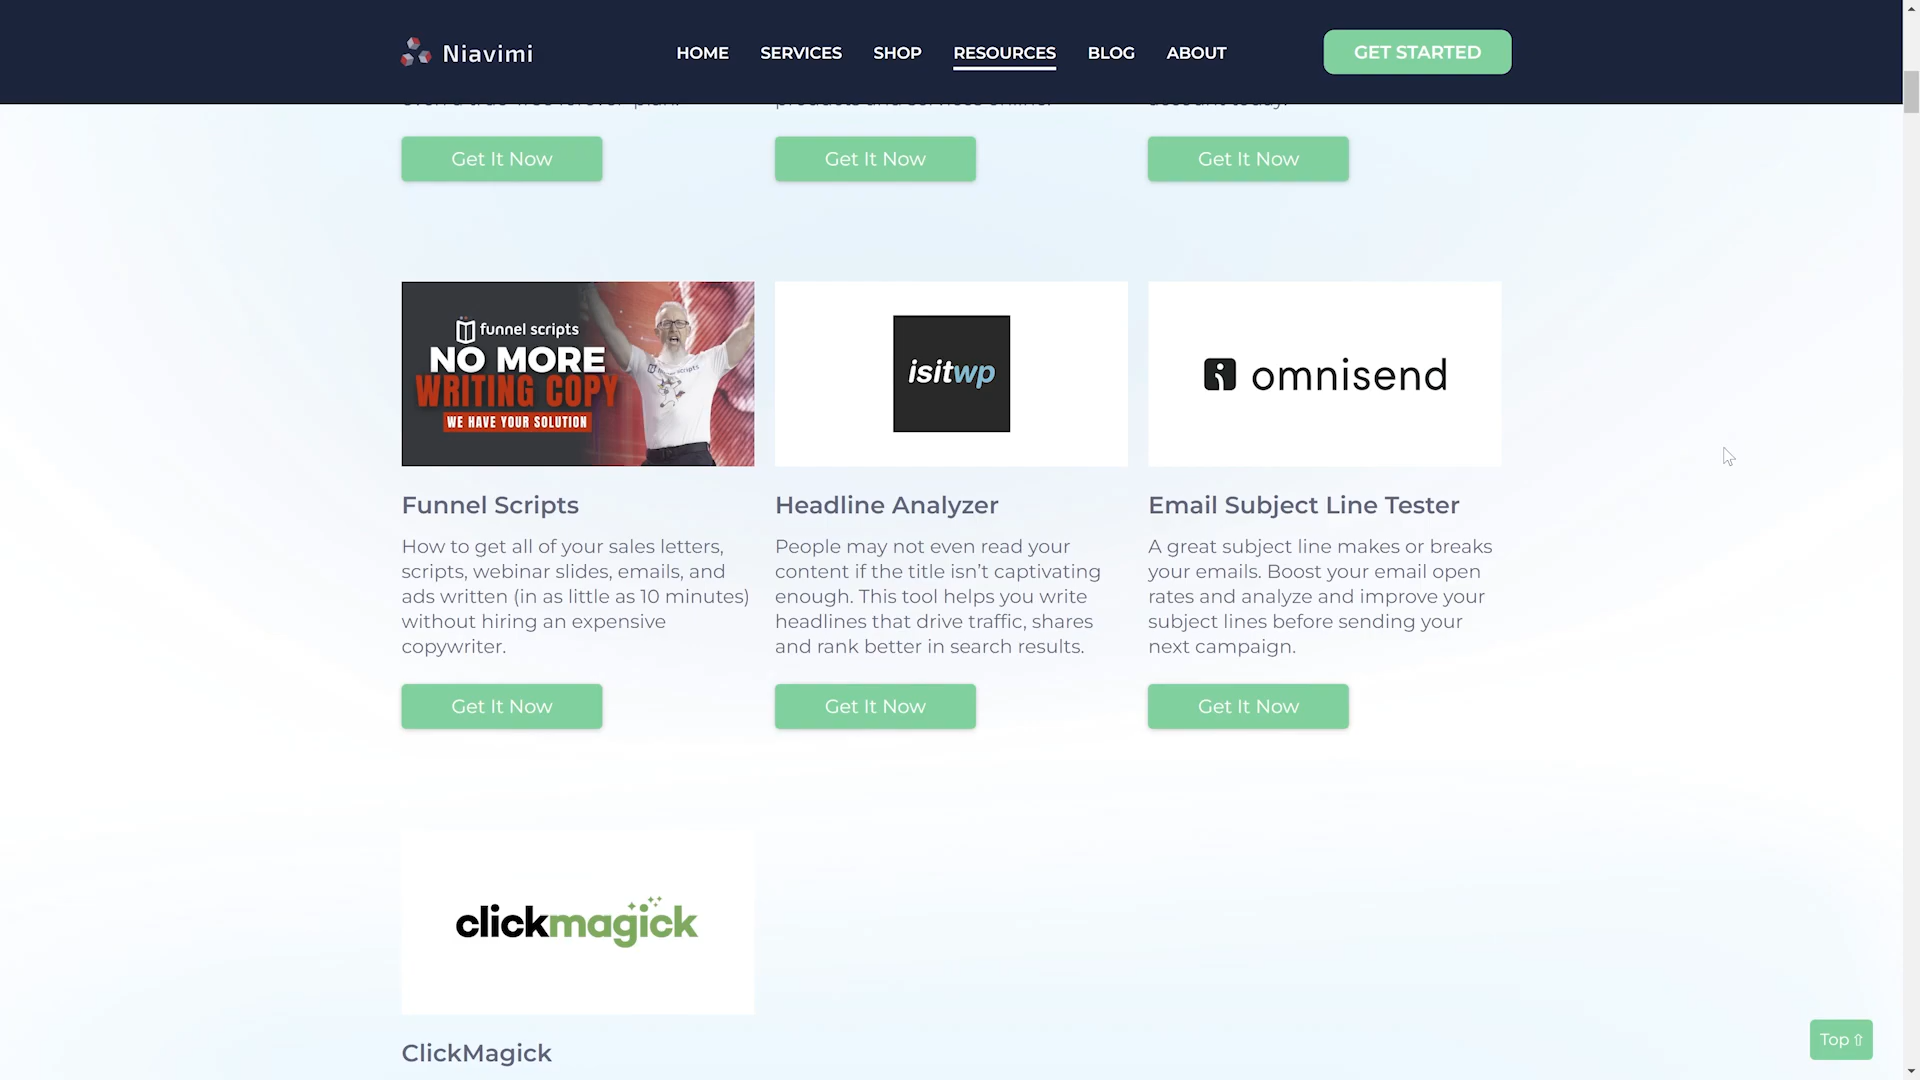 Niavimi
HOME SERVICES SHOP RESOURCES BLOG ABOUT
GET STARTED
Get It Now
Get It Now
Get It Now
funnel scripts
NO MORE
WRITING COPY
WE HAVE YOUR SOLUTION
isitwp
omnisend
Funnel Scripts
How to get all of your sales letters,
scripts, webinar slides, emails, and
ads written (in as little as 10 minutes)
without hiring an expensive
copywriter.
Get It Now
Headline Analyzer
People may not even read your
content if the title isn't captivating
enough. This tool helps you write
headlines that drive traffic, shares
and rank better in search results.
Get It Now
Email Subject Line Tester
A great subject line makes or breaks
your emails. Boost your email open
rates and analyze and improve your
subject lines before sending your
next campaign.
Get It Now
clickmagick
ClickMagick
Top ⇧